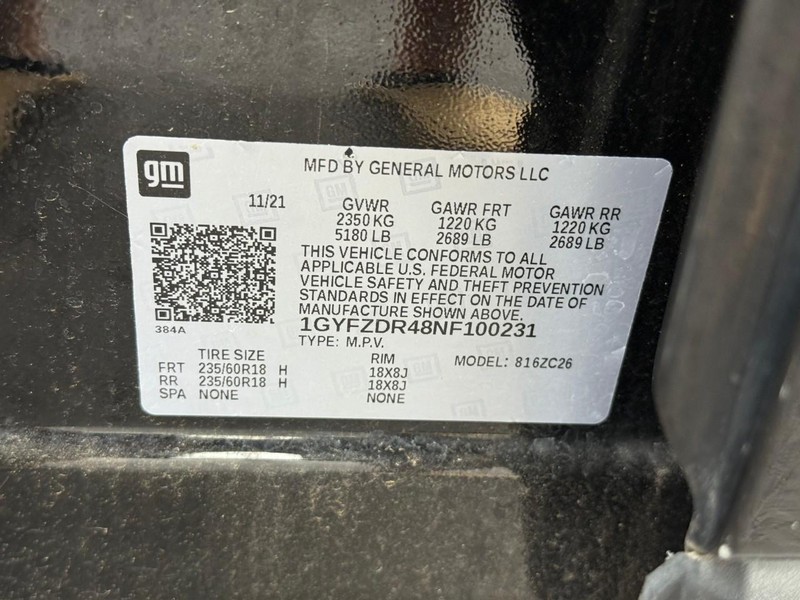 gm
MFD BY GENERAL MOTORS LLC
11/21
GVWR
2350 KG
5180 LB
GAWR FRT
1220 KG
2689 LB
GAWR RR
1220 KG
2689 LB
THIS VEHICLE CONFORMS TO ALL
APPLICABLE U.S. FEDERAL MOTOR
VEHICLE SAFETY AND THEFT PREVENTION
STANDARDS IN EFFECT ON THE DATE OF
MANUFACTURE SHOWN ABOVE.
384A
1GYFZDR48NF100231
TYPE: M.P.V.
TIRE SIZE
RIM
MODEL: 816ZC26
FRT 235/60R18 H 18X8J
RR 235/60R18 H 18X8J
SPA NONE NONE